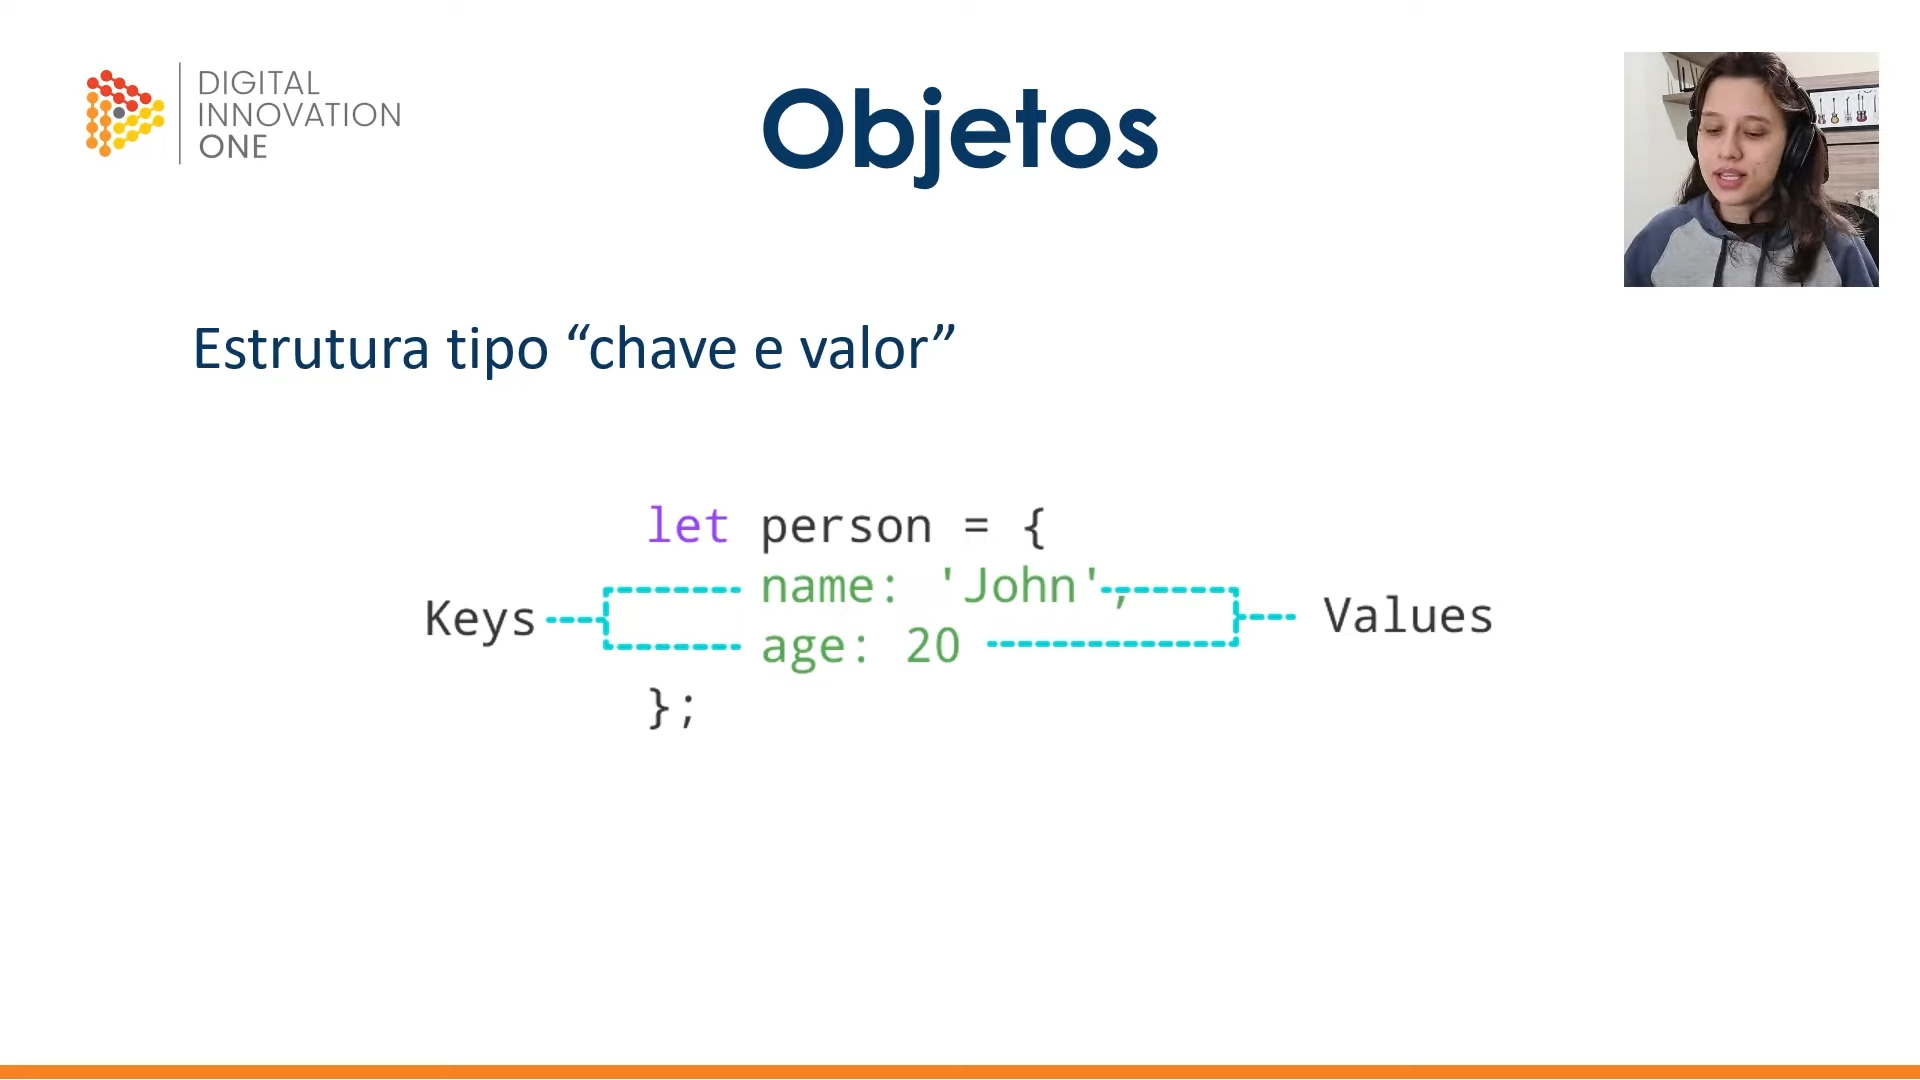 DIGITAL
INNOVATION
ONE
Objetos
Estrutura tipo “chave e valor”
let person = {
name: 'John',
age: 20
};
Keys
Values